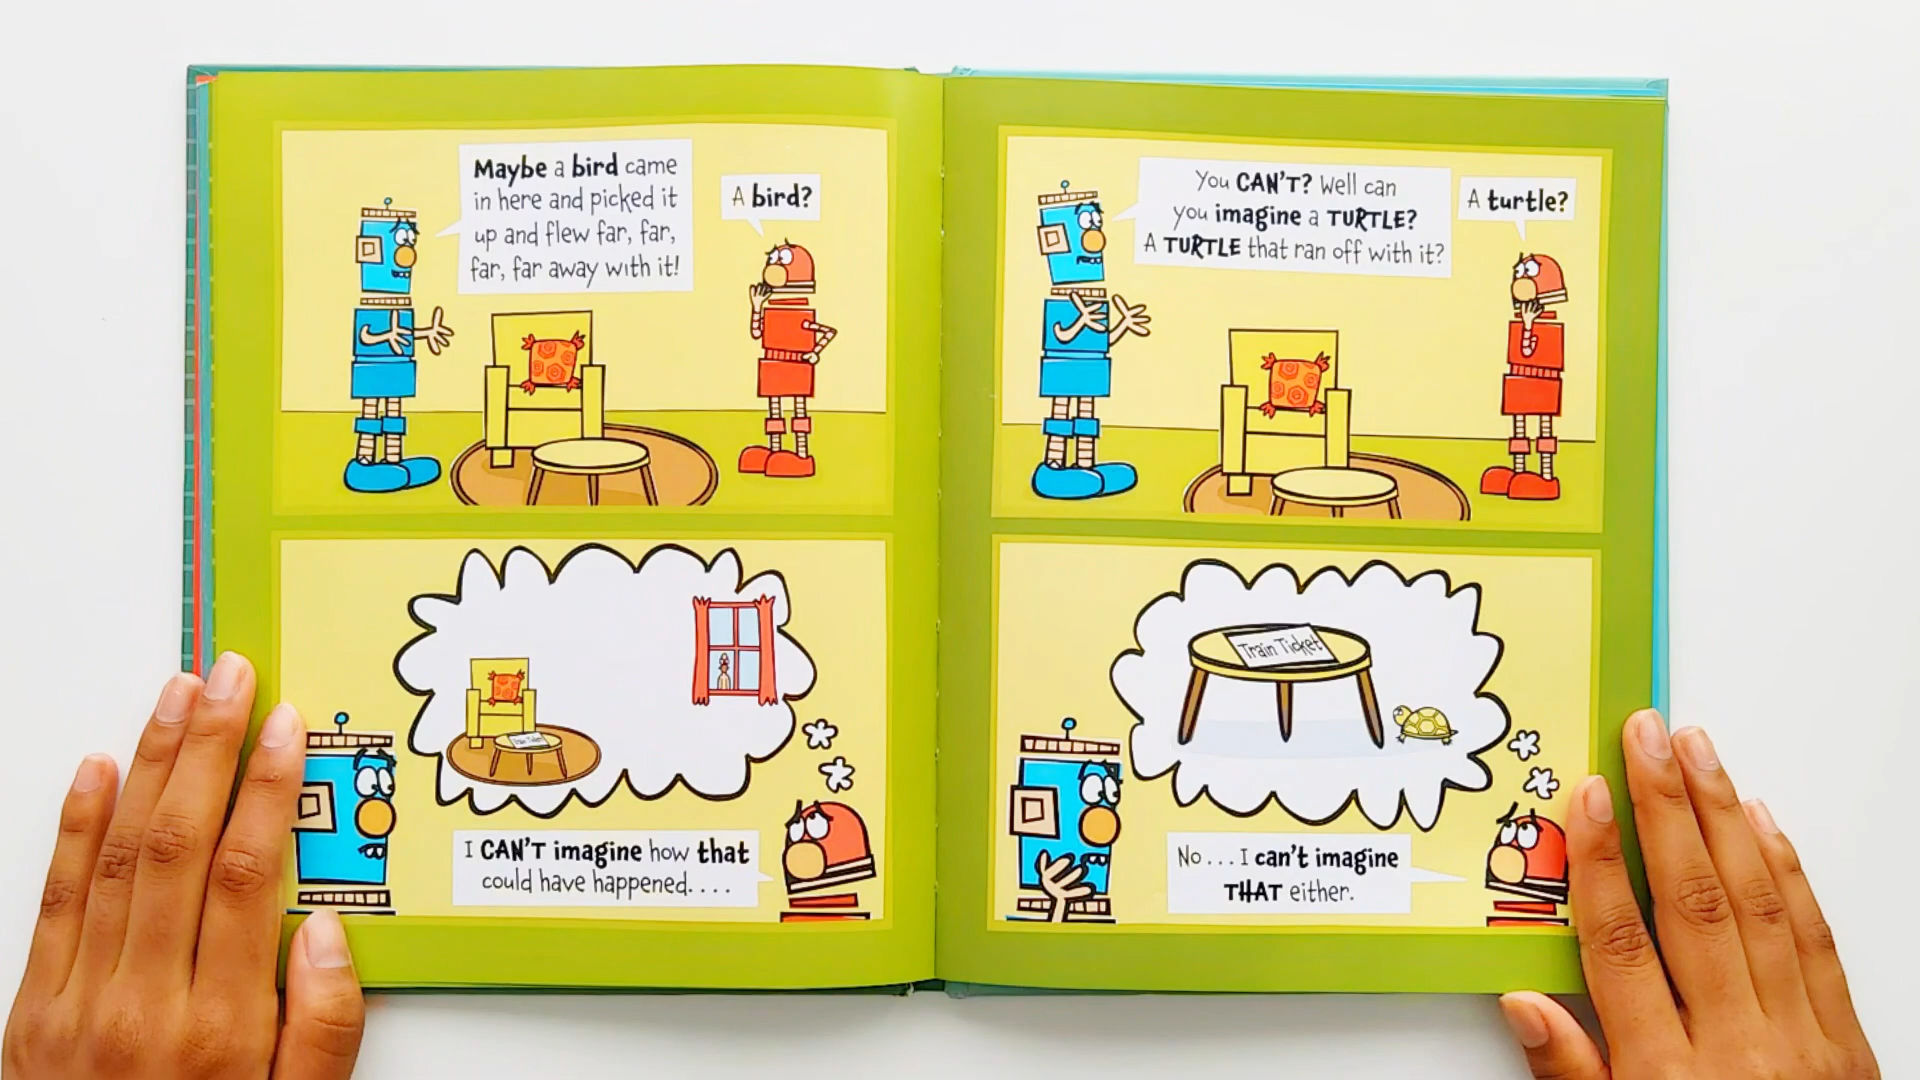 Maybe a bird came
in here and picked it
up and flew far, far,
far, far away with it!
A bird?
Train Ticket
I CAN'T imagine how that
could have happened....
You CAN'T? Well can
you imagine a TURTLE?
A TURTLE that ran off with it?
A turtle?
Train Ticket
No...I can't imagine
THAT either.